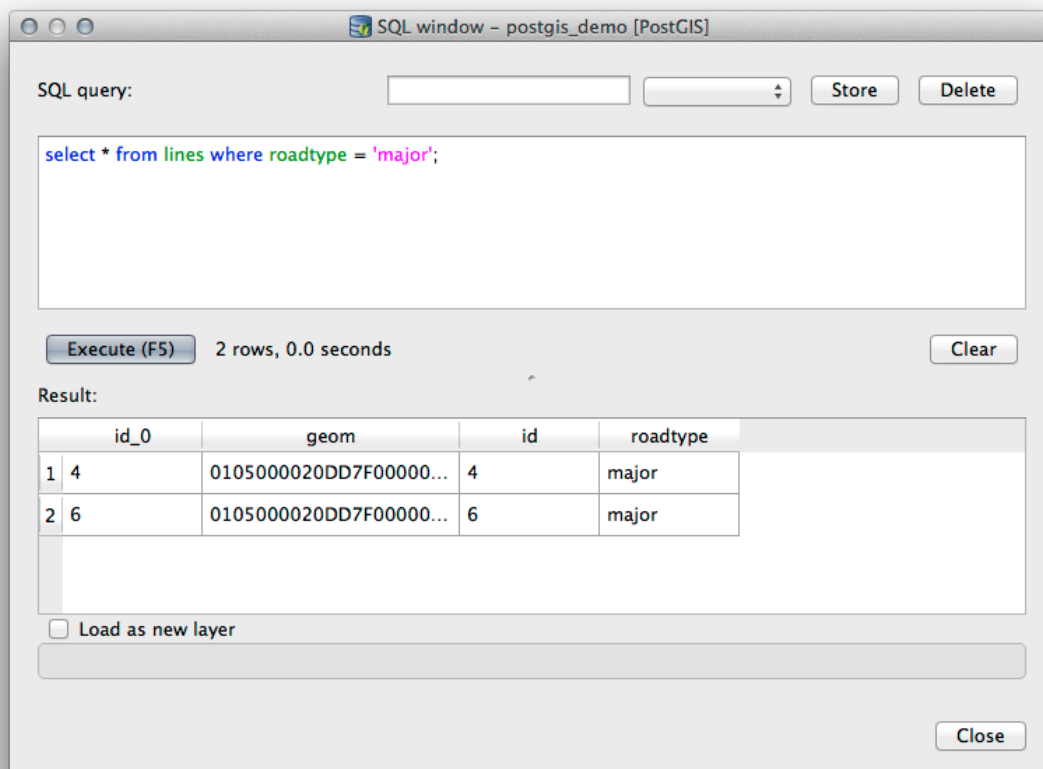 SQL window – postgis_demo [PostGIS]
SQL query: Store Delete
select * from lines where roadtype = 'major';
Execute (F5) 2 rows, 0.0 seconds Clear
Result:
id_0 geom id roadtype
1 4 0105000020DD7F00000... 4 major
2 6 0105000020DD7F00000... 6 major
Load as new layer
Close